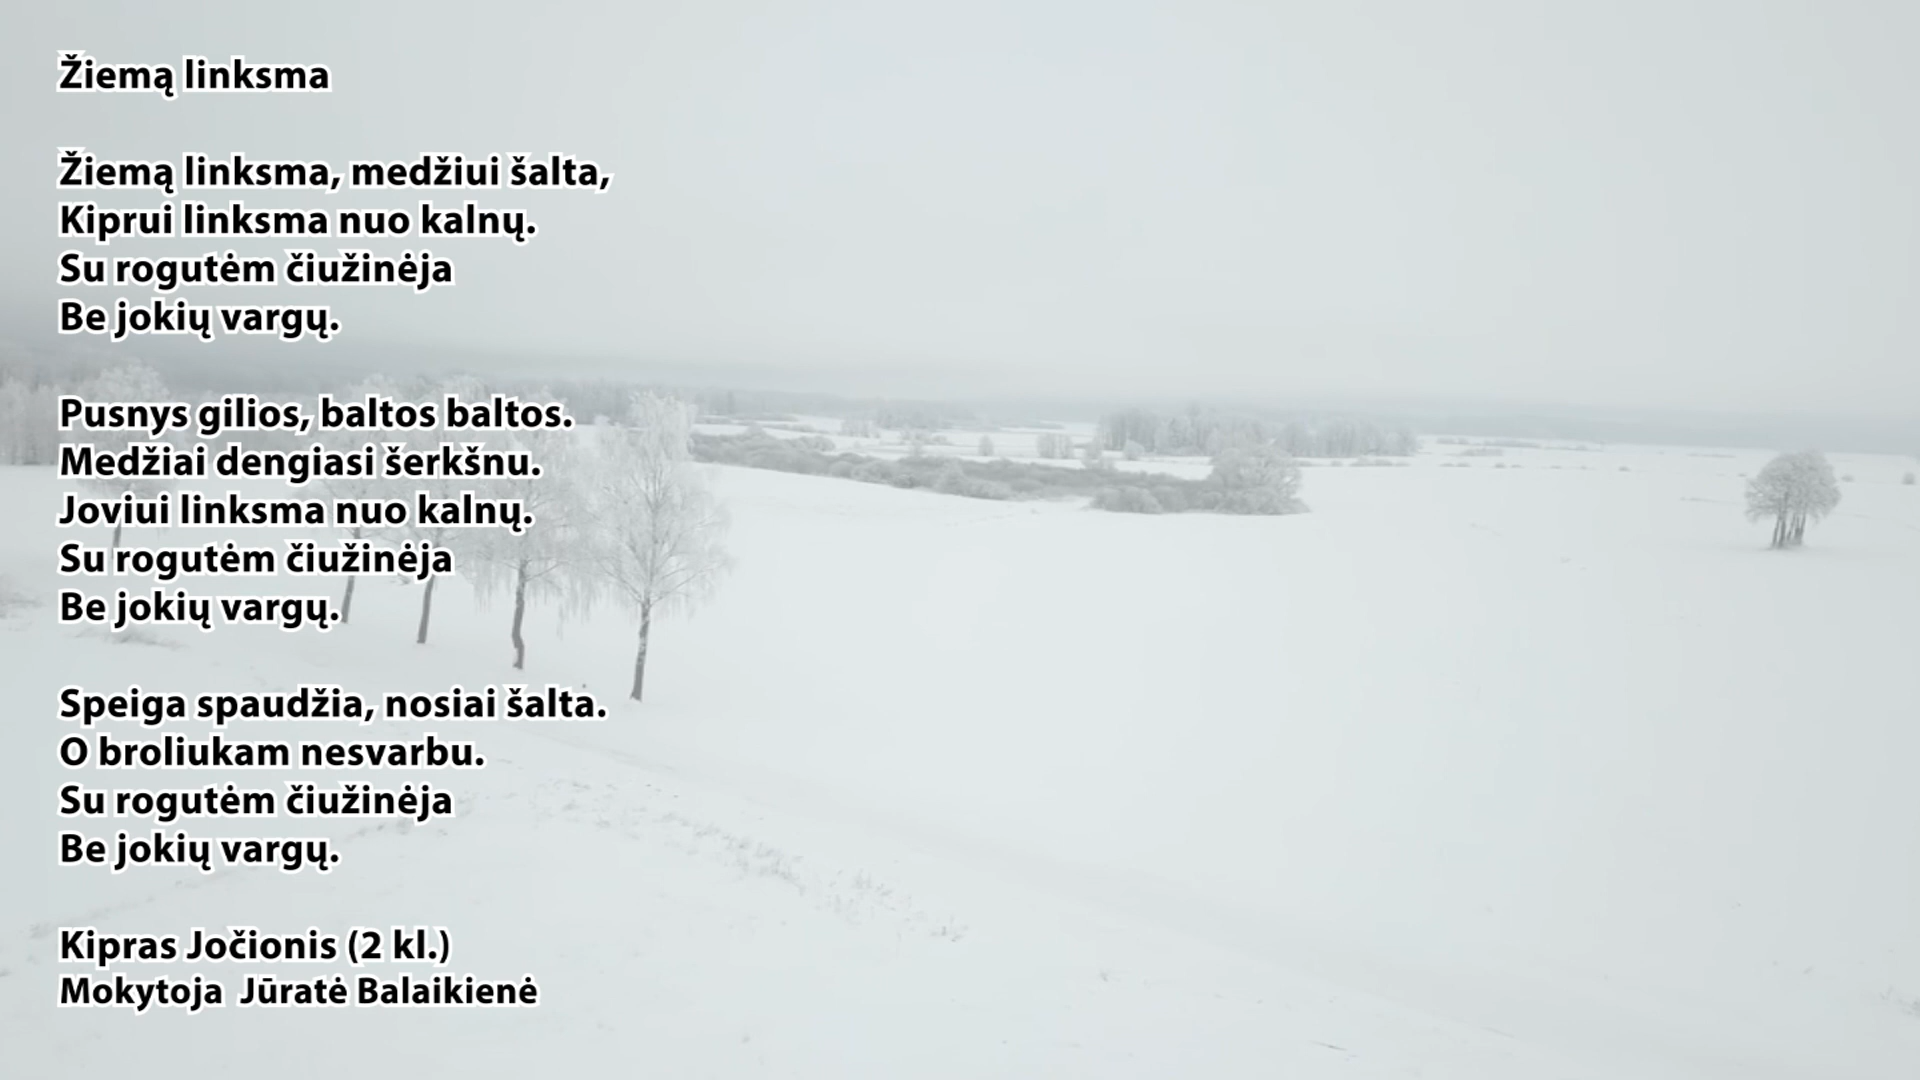 Žiemą linksma
Žiemą linksma, medžiui šalta,
Kiprui linksma nuo kalnų.
Su rogutėm čiužinėja
Be jokių vargų.
Pusnys gilios, baltos baltos.
Medžiai dengiasi šerkšnu.
Joviui linksma nuo kalnų.
Su rogutėm čiužinėja
Be jokių vargų.
Speiga spaudžia, nosiai šalta.
O broliukam nesvarbu.
Su rogutėm čiužinėja
Be jokių vargų.
Kipras Jočionis (2 kl.)
Mokytoja Jūratė Balaikienė